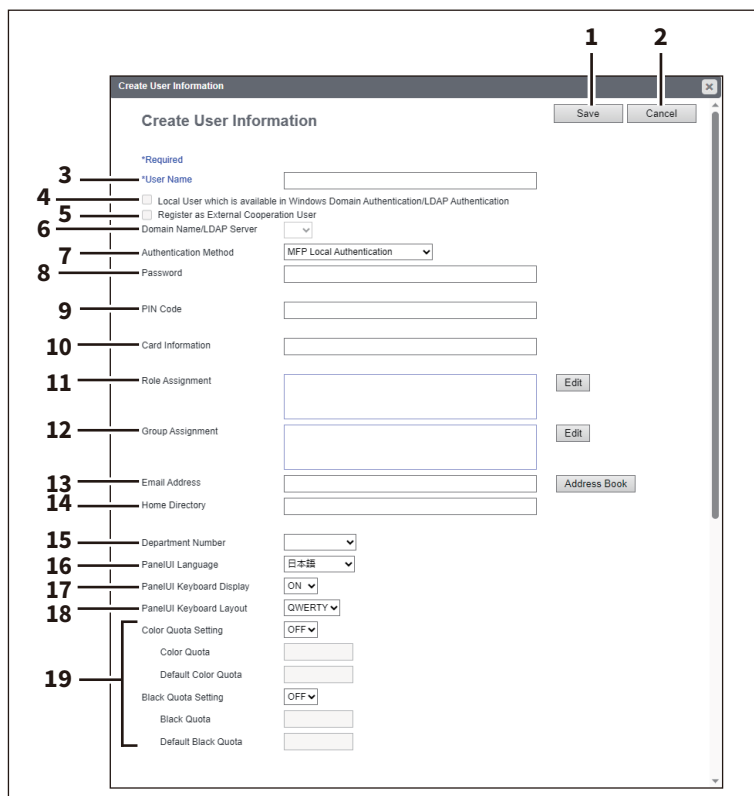 1 2
Create User Information
Create User Information
Save Cancel
*Required
3 *User Name
4 Local User which is available in Windows Domain Authentication/LDAP Authentication
5 Register as External Cooperation User
6 Domain Name/LDAP Server
7 Authentication Method MFP Local Authentication
8 Password
9 PIN Code
10 Card Information
11 Role Assignment Edit
12 Group Assignment Edit
13 Email Address Address Book
14 Home Directory
15 Department Number
16 PanelUI Language 日本語
17 PanelUI Keyboard Display ON
18 PanelUI Keyboard Layout QWERTY
Color Quota Setting OFF
Color Quota
19 Default Color Quota
Black Quota Setting OFF
Black Quota
Default Black Quota